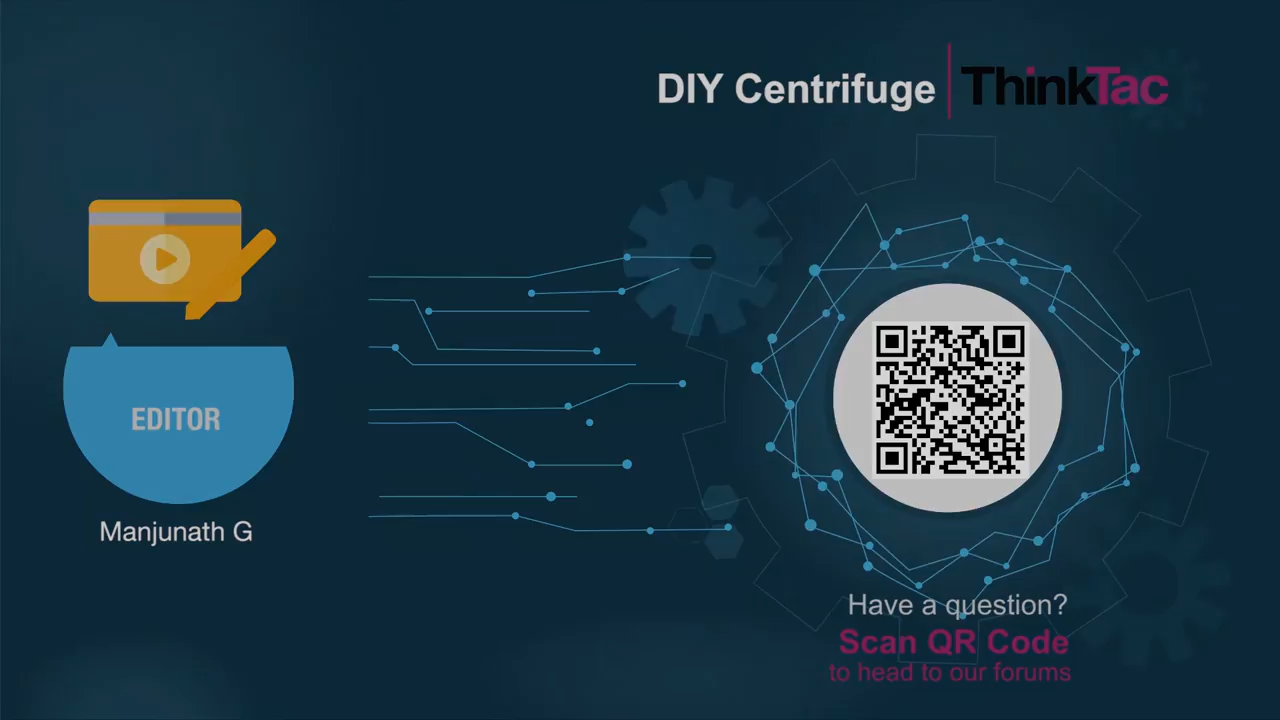 DIY Centrifuge
ThinkTac
EDITOR
Manjunath G
Have a question?
Scan QR Code
to head to our forums